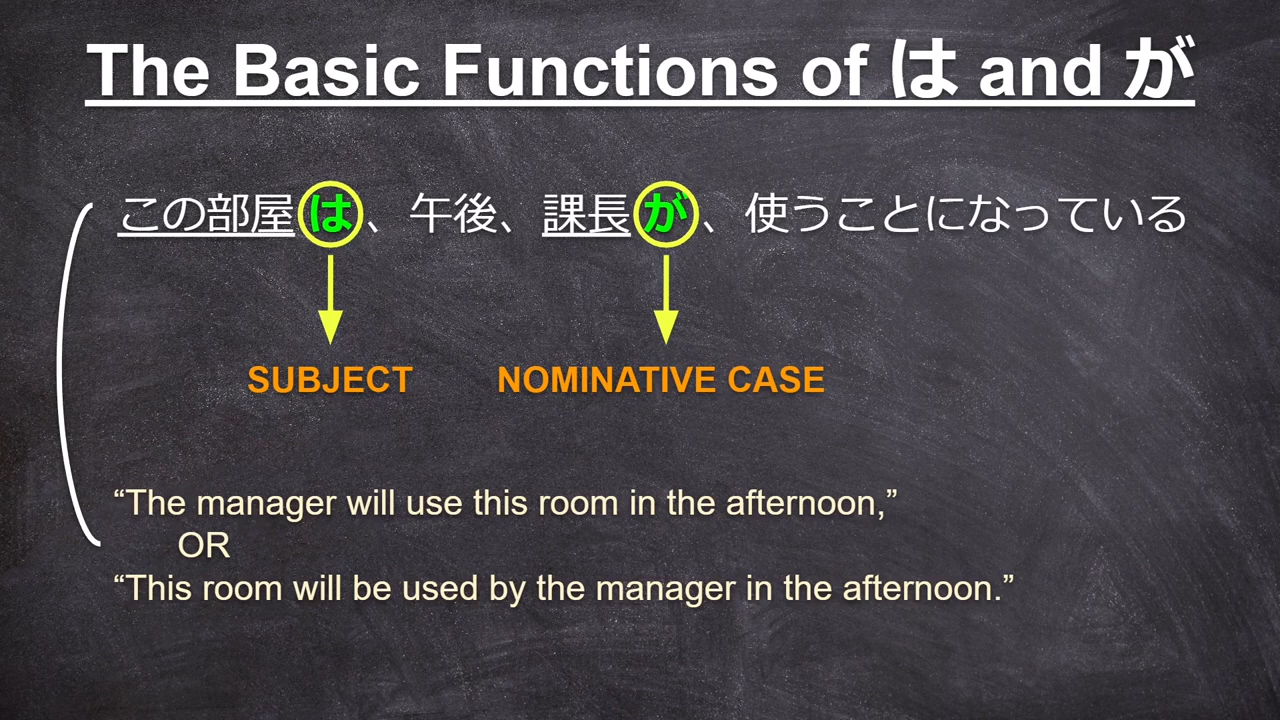 The Basic Functions of は and が
この部屋は、午後、課長が、使うことになっている
SUBJECT NOMINATIVE CASE
“The manager will use this room in the afternoon,”
OR
“This room will be used by the manager in the afternoon.”